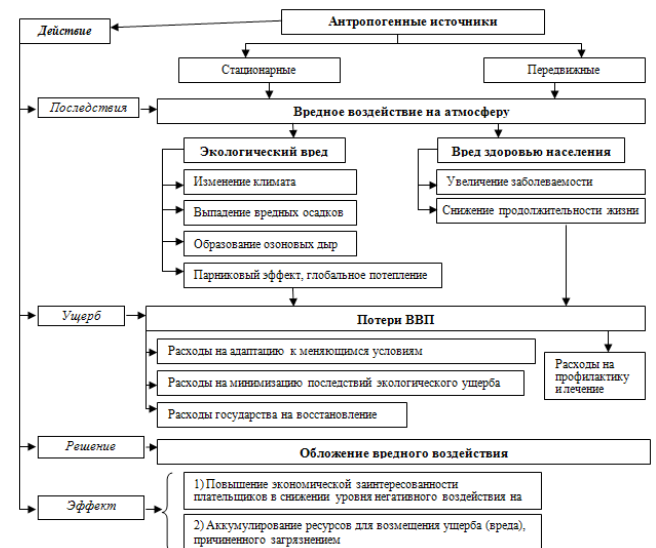 Действие
Антропогенные источники
Стационарные
Передвижные
Последствия
Вредное воздействие на атмосферу
Экологический вред
Вред здоровью населения
Изменение климата
Увеличение заболеваемости
Выпадение вредных осадков
Снижение продолжительности жизни
Образование озоновых дыр
Парниковый эффект, глобальное потепление
Ущерб
Потери ВВП
Расходы на адаптацию к меняющимся условиям
Расходы на минимизацию последствий экологического ущерба
Расходы государства на восстановление
Расходы на
профилактику
и лечение
Решение
Обложение вредного воздействия
Эффект
1) Повышение экономической заинтересованности
плательщиков в снижении уровня негативного воздействия на
2) Аккумулирование ресурсов для возмещения ущерба (вреда),
причиненного загрязнением